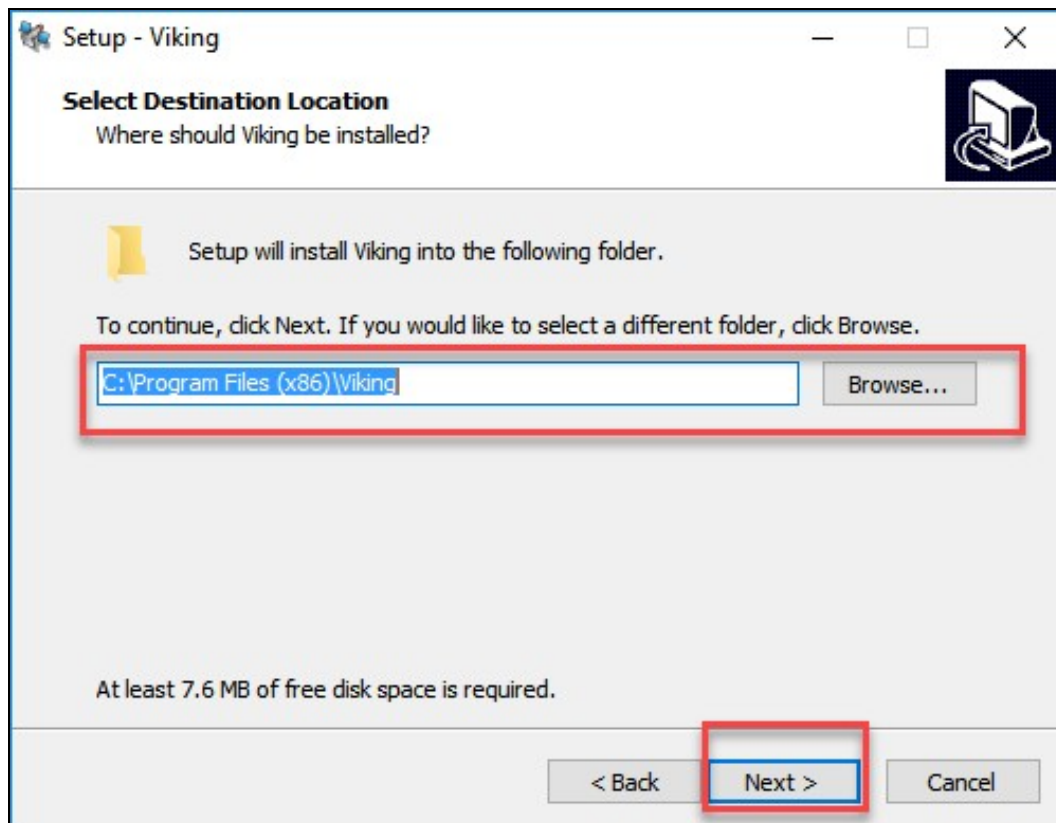 Setup - Viking
Select Destination Location
Where should Viking be installed?
Setup will install Viking into the following folder.
To continue, click Next. If you would like to select a different folder, click Browse.
C:\Program Files (x86)\Viking
Browse...
At least 7.6 MB of free disk space is required.
< Back
Next >
Cancel